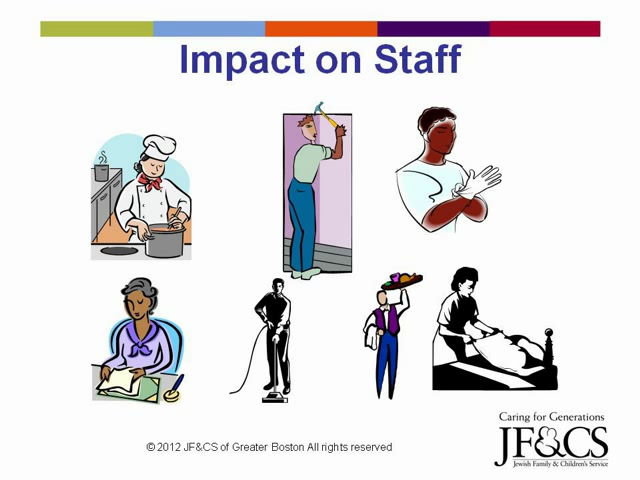 Impact on Staff
Caring for Generations
JF&CS
Jewish Family & Children's Service
© 2012 JF&CS of Greater Boston All rights reserved